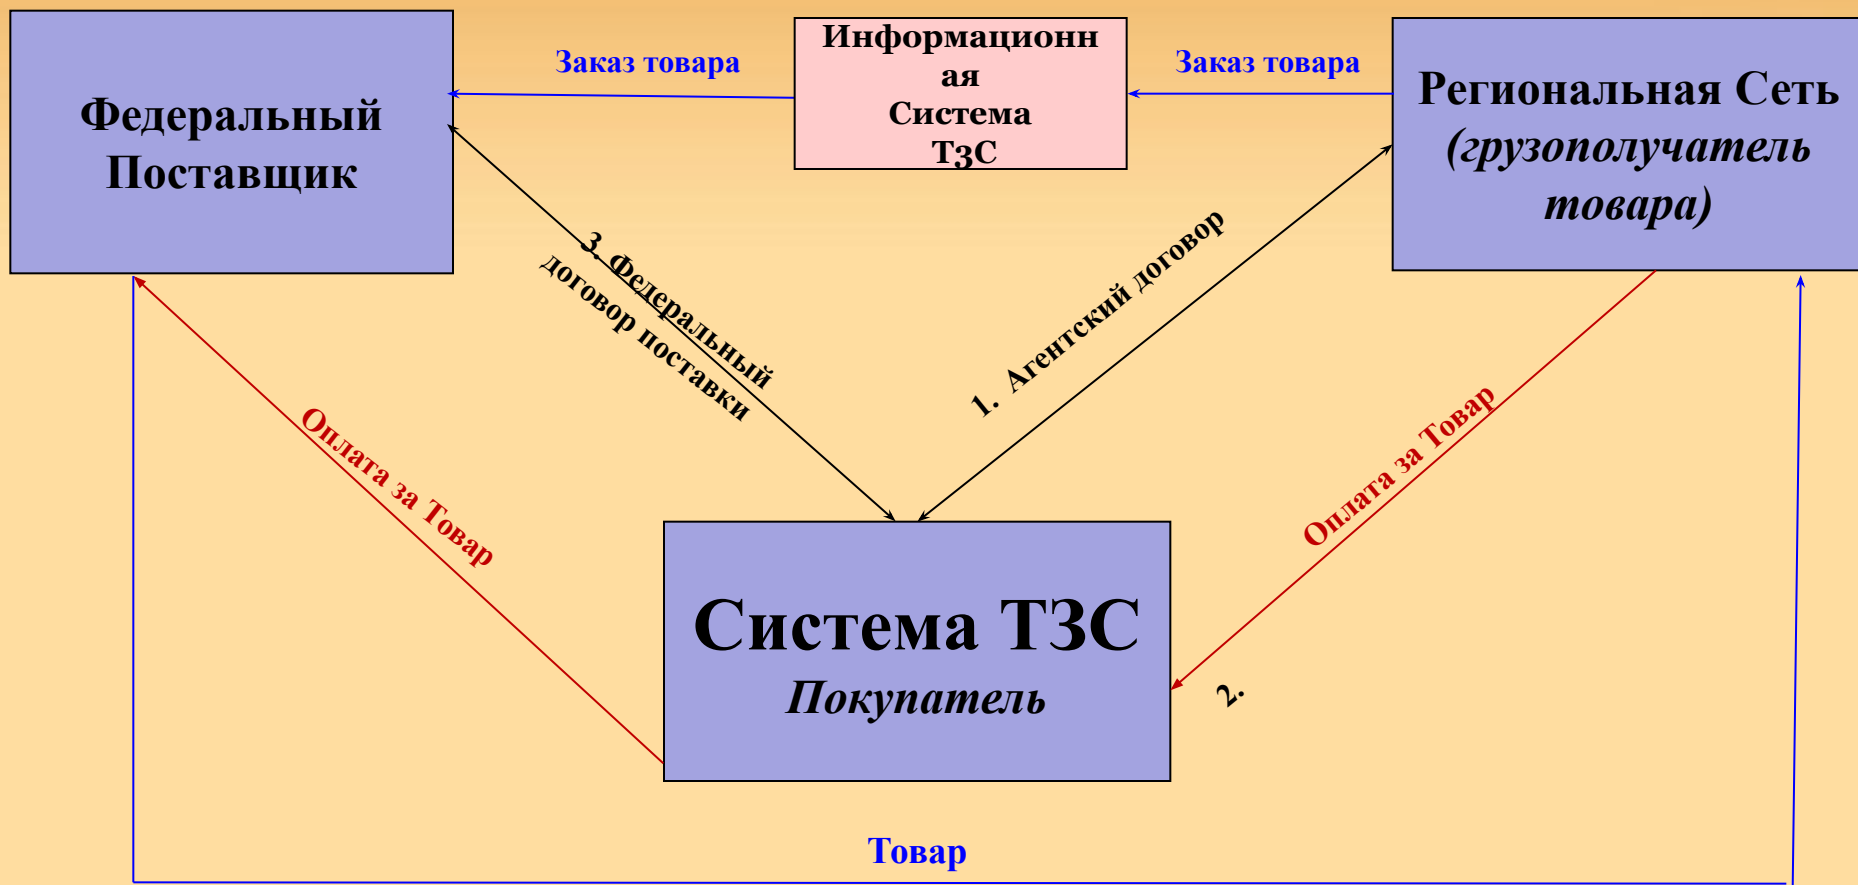 Федеральный
Поставщик
Заказ товара
Информационн
ая
Система
ТЗС
Заказ товара
Региональная Сеть
(грузополучатель
товара)
3. Федеральный
договор поставки
1. Агентский договор
Оплата за Товар
Оплата за Товар
Система ТЗС
Покупатель
2.
Товар